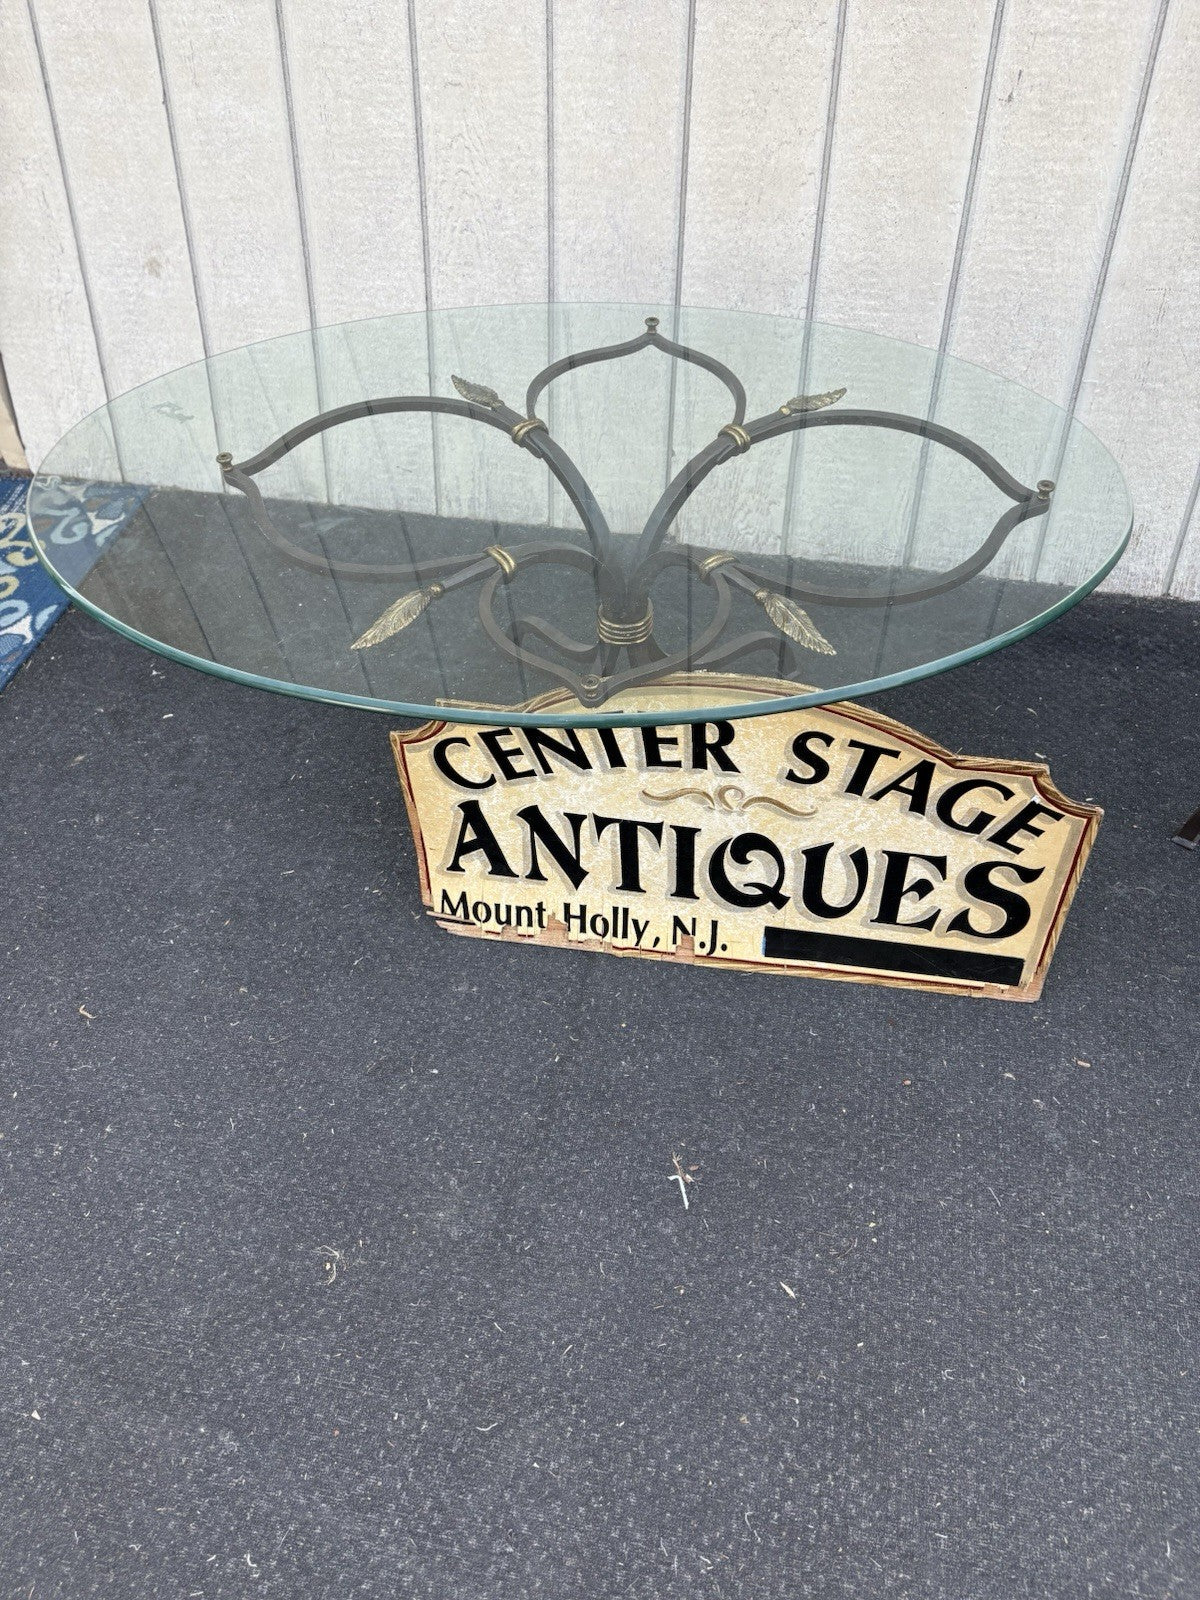 CENTER STAGE
ANTIQUES
Mount Holly, N.J.